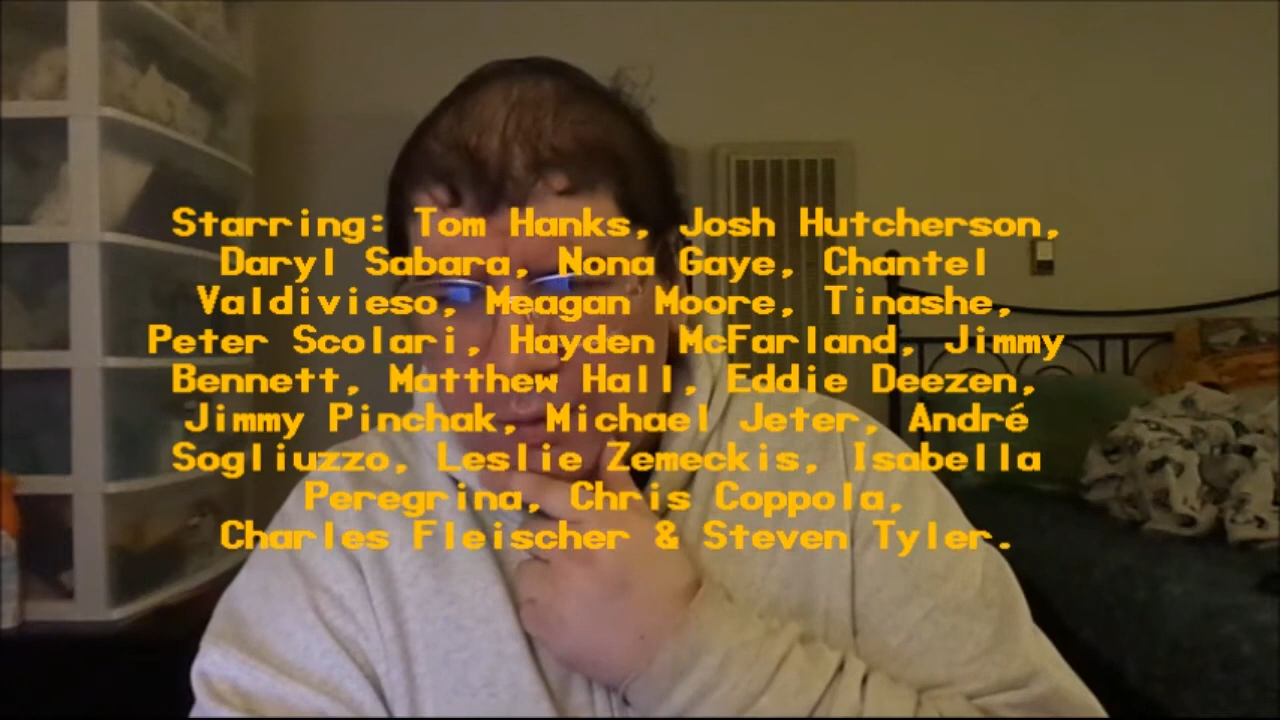 Starring: Tom Hanks, Josh Hutcherson,
Daryl Sabara, Nona Gaye, Chantel
Valdivieso, Meagan Moore, Tinashe,
Peter Scolari, Hayden McFarland, Jimmy
Bennett, Matthew Hall, Eddie Deezen,
Jimmy Pinchak, Michael Jeter, André
Sogliuzzo, Leslie Zemeckis, Isabella
Peregrina, Chris Coppola,
Charles Fleischer & Steven Tyler.